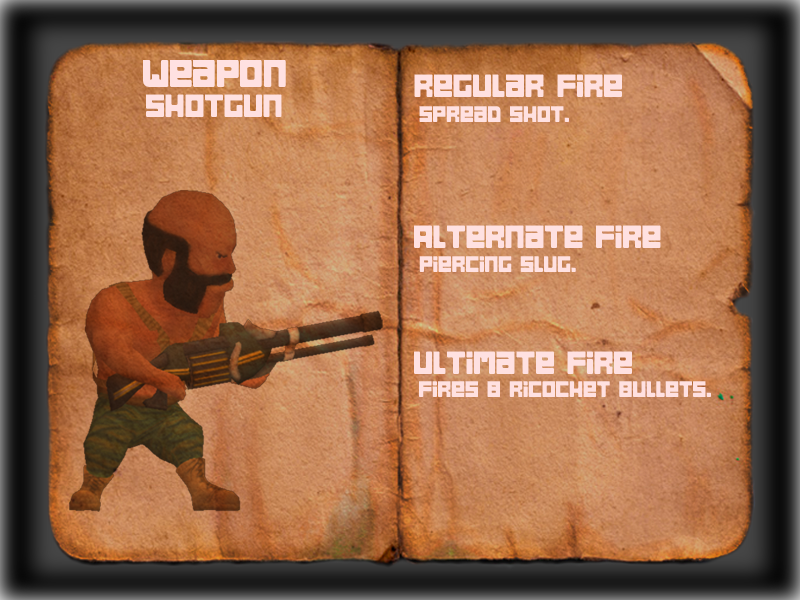 Weapon
Shotgun
Regular Fire
Spread Shot.
Alternate Fire
Piercing Slug.
Ultimate Fire
Fires 8 Ricochet Bullets.